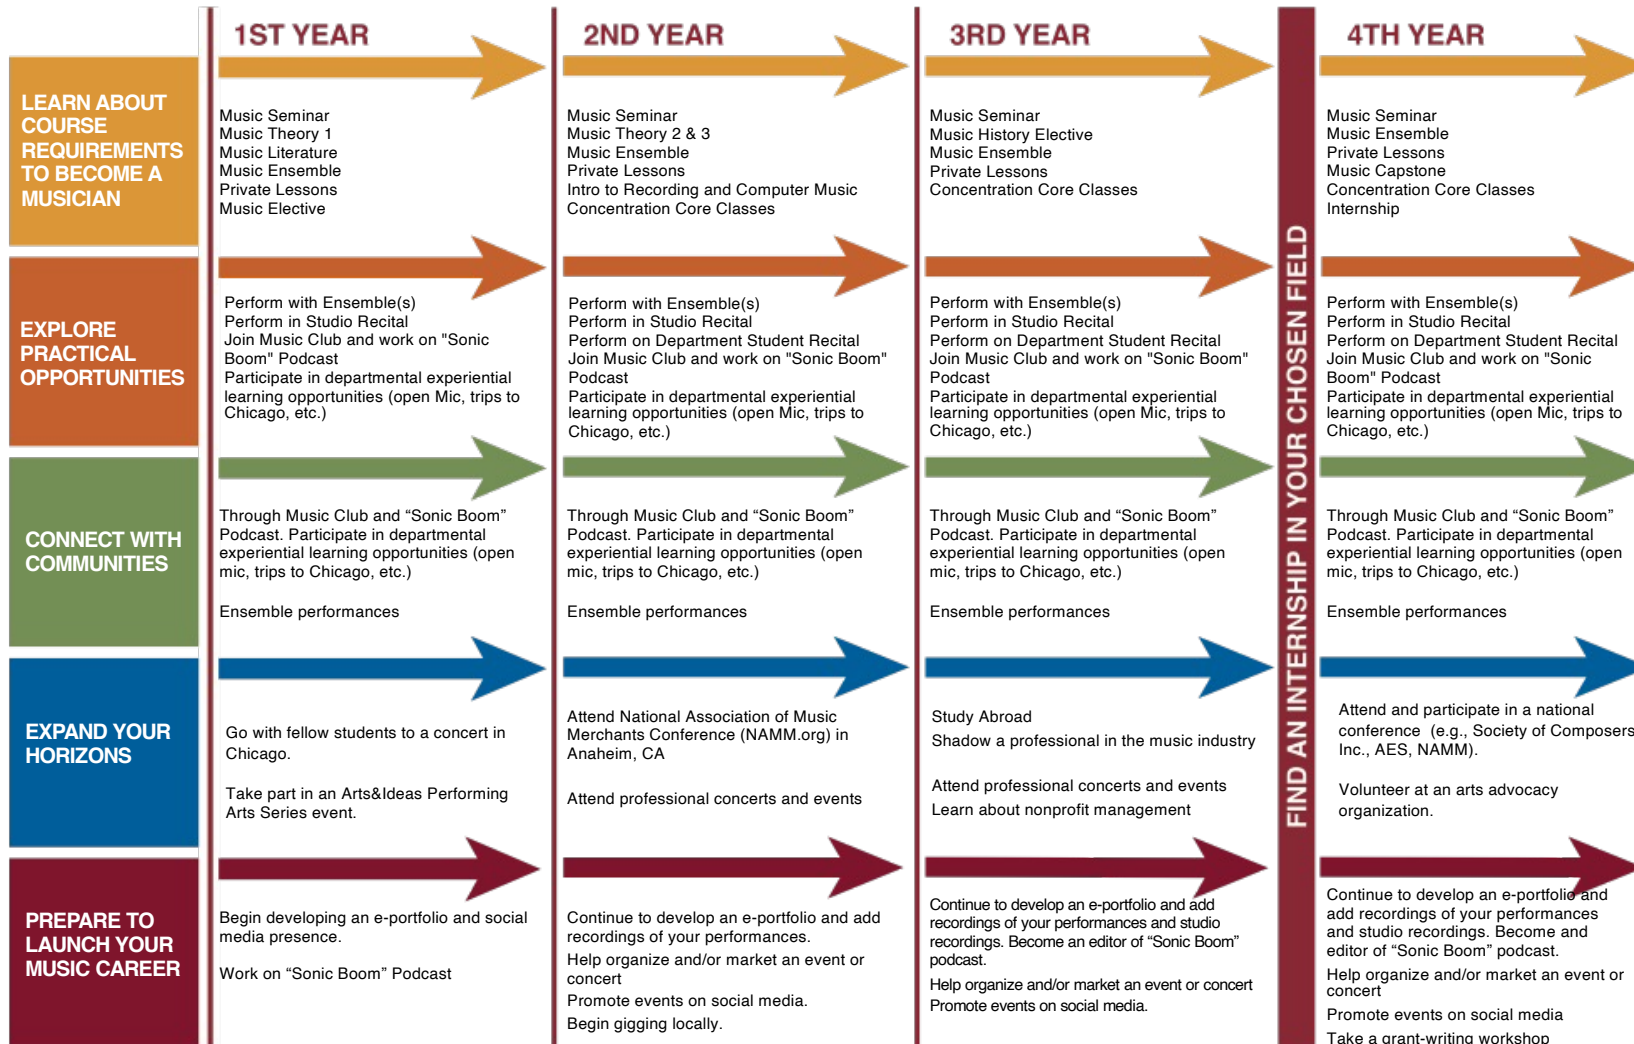 1ST YEAR
2ND YEAR
3RD YEAR
4TH YEAR
LEARN ABOUT
COURSE
REQUIREMENTS
TO BECOME A
MUSICIAN
Music Seminar
Music Theory 1
Music Literature
Music Ensemble
Private Lessons
Music Elective
Music Seminar
Music Theory 2 & 3
Music Ensemble
Private Lessons
Intro to Recording and Computer Music
Concentration Core Classes
Music Seminar
Music History Elective
Music Ensemble
Private Lessons
Concentration Core Classes
Music Seminar
Music Ensemble
Private Lessons
Music Capstone
Concentration Core Classes
Internship
EXPLORE
PRACTICAL
OPPORTUNITIES
Perform with Ensemble(s)
Perform in Studio Recital
Join Music Club and work on "Sonic
Boom" Podcast
Participate in departmental experiential
learning opportunities (open Mic, trips to
Chicago, etc.)
Perform with Ensemble(s)
Perform in Studio Recital
Perform on Department Student Recital
Join Music Club and work on "Sonic Boom"
Podcast
Participate in departmental experiential
learning opportunities (open Mic, trips to
Chicago, etc.)
Perform with Ensemble(s)
Perform in Studio Recital
Perform on Department Student Recital
Join Music Club and work on "Sonic Boom"
Podcast
Participate in departmental experiential
learning opportunities (open Mic, trips to
Chicago, etc.)
Perform with Ensemble(s)
Perform in Studio Recital
Perform on Department Student Recital
Join Music Club and work on "Sonic
Boom" Podcast
Participate in departmental experiential
learning opportunities (open Mic, trips to
Chicago, etc.)
CONNECT WITH
COMMUNITIES
Through Music Club and “Sonic Boom”
Podcast. Participate in departmental
experiential learning opportunities (open
mic, trips to Chicago, etc.)
Ensemble performances
Through Music Club and “Sonic Boom”
Podcast. Participate in departmental
experiential learning opportunities (open
mic, trips to Chicago, etc.)
Ensemble performances
Through Music Club and “Sonic Boom”
Podcast. Participate in departmental
experiential learning opportunities (open
mic, trips to Chicago, etc.)
Ensemble performances
Through Music Club and “Sonic Boom”
Podcast. Participate in departmental
experiential learning opportunities (open
mic, trips to Chicago, etc.)
Ensemble performances
EXPAND YOUR
HORIZONS
Go with fellow students to a concert in
Chicago.
Take part in an Arts&Ideas Performing
Arts Series event.
Attend National Association of Music
Merchants Conference (NAMM.org) in
Anaheim, CA
Attend professional concerts and events
Study Abroad
Shadow a professional in the music industry
Attend professional concerts and events
Learn about nonprofit management
Attend and participate in a national
conference (e.g., Society of Composers
Inc., AES, NAMM).
Volunteer at an arts advocacy
organization.
PREPARE TO
LAUNCH YOUR
MUSIC CAREER
Begin developing an e-portfolio and social
media presence.
Work on “Sonic Boom” Podcast
Continue to develop an e-portfolio and add
recordings of your performances.
Help organize and/or market an event or
concert
Promote events on social media.
Begin gigging locally.
Continue to develop an e-portfolio and add
recordings of your performances and studio
recordings. Become an editor of “Sonic Boom”
podcast.
Help organize and/or market an event or concert
Promote events on social media.
Continue to develop an e-portfolio and
add recordings of your performances
and studio recordings. Become and
editor of “Sonic Boom” podcast.
Help organize and/or market an event or
concert
Promote events on social media
Take a grant-writing workshop
FIND AN INTERNSHIP IN YOUR CHOSEN FIELD